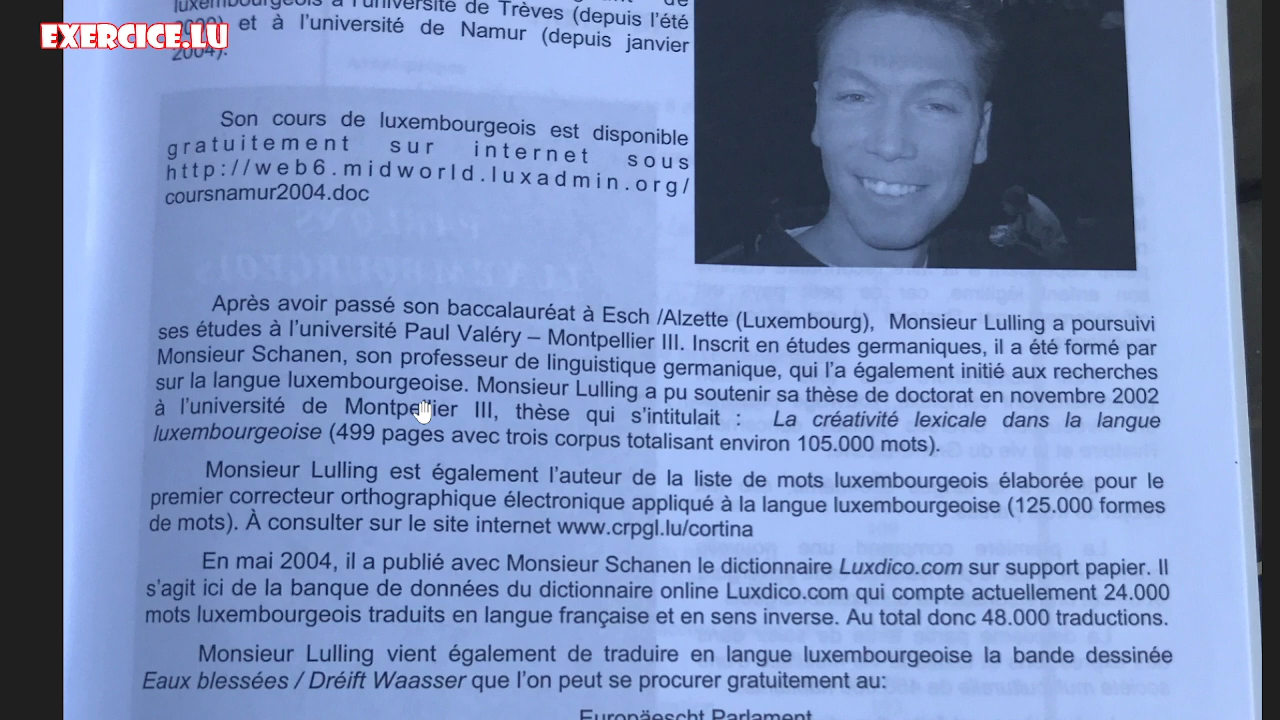 EXERCICE.LU
luxembourgeois à l'université de Trèves (depuis l'été
et à l'université de Namur (depuis janvier
2004).
Son cours de luxembourgeois est disponible
gratuitement sur internet sous
http://web6.midworld.luxadmin.org/
coursnamur2004.doc
Après avoir passé son baccalauréat à Esch /Alzette (Luxembourg), Monsieur Lulling a poursuivi
ses études à l'université Paul Valéry – Montpellier III. Inscrit en études germaniques, il a été formé par
Monsieur Schanen, son professeur de linguistique germanique, qui l'a également initié aux recherches
sur la langue luxembourgeoise. Monsieur Lulling a pu soutenir sa thèse de doctorat en novembre 2002
à l'université de Montpellier III, thèse qui s'intitulait : La créativité lexicale dans la langue
luxembourgeoise (499 pages avec trois corpus totalisant environ 105.000 mots).
Monsieur Lulling est également l'auteur de la liste de mots luxembourgeois élaborée pour le
premier correcteur orthographique électronique appliqué à la langue luxembourgeoise (125.000 formes
de mots). À consulter sur le site internet www.crpgl.lu/cortina
En mai 2004, il a publié avec Monsieur Schanen le dictionnaire Luxdico.com sur support papier. Il
s'agit ici de la banque de données du dictionnaire online Luxdico.com qui compte actuellement 24.000
mots luxembourgeois traduits en langue française et en sens inverse. Au total donc 48.000 traductions.
Monsieur Lulling vient également de traduire en langue luxembourgeoise la bande dessinée
Eaux blessées / Dréift Waasser que l'on peut se procurer gratuitement au:
Europäescht Parlament